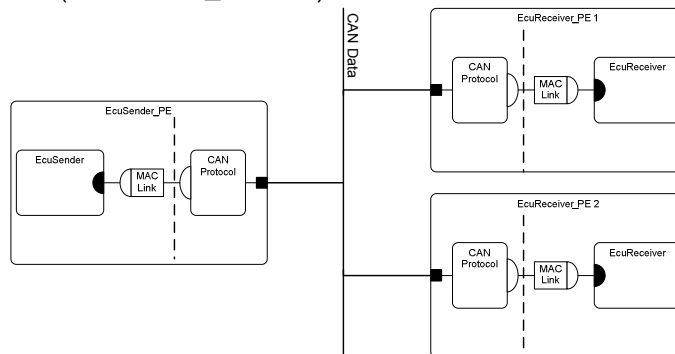 EcuReceiver_PE 1
CAN
Protocol
MAC
Link
EcuReceiver
CAN Data
EcuSender_PE
EcuSender
MAC
Link
CAN
Protocol
EcuReceiver_PE 2
CAN
Protocol
MAC
Link
EcuReceiver